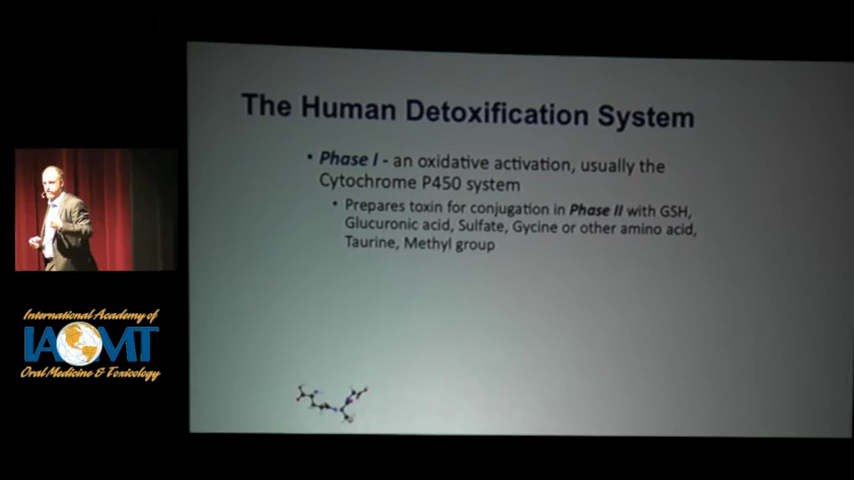 The Human Detoxification System
• Phase I - an oxidative activation, usually the
Cytochrome P450 system
• Prepares toxin for conjugation in Phase II with GSH,
Glucuronic acid, Sulfate, Gycine or other amino acid,
Taurine, Methyl group
International Academy of
IAOMT
Oral Medicine & Toxicology